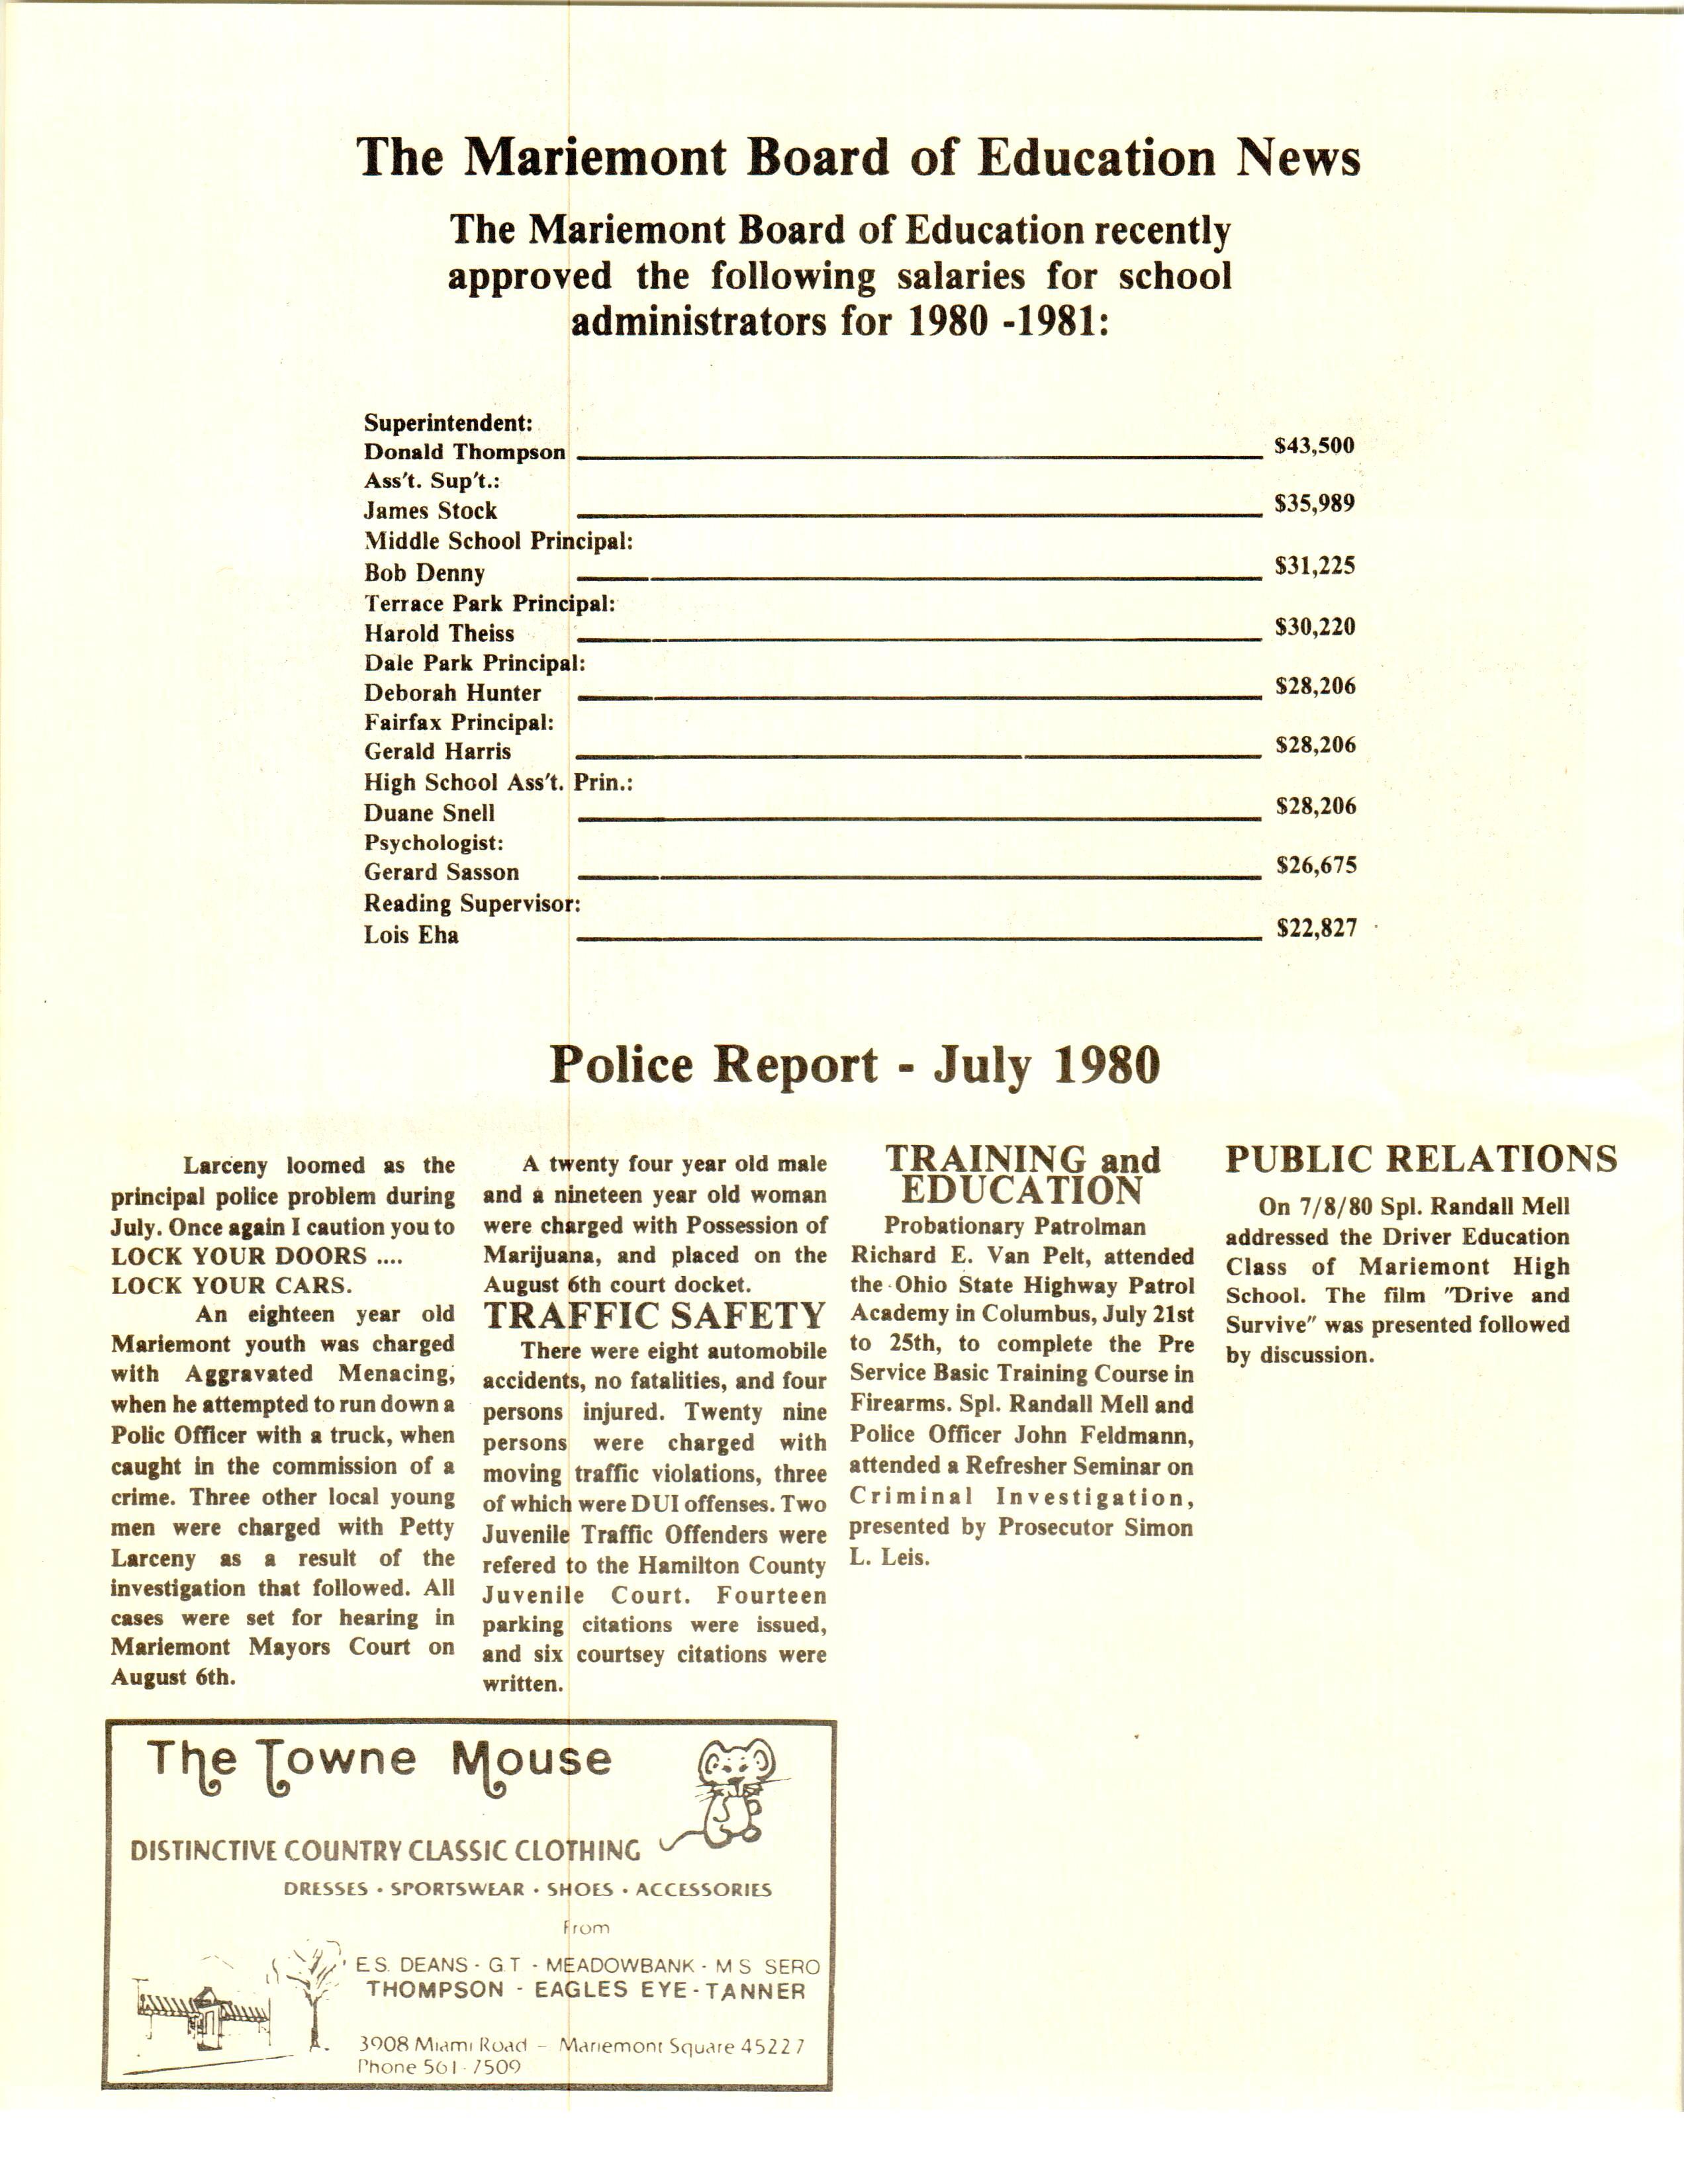 The Mariemont Board of Education News
The Mariemont Board of Education recently
approved the following salaries for school
administrators for 1980 -1981:
Superintendent:
Donald Thompson $43,500
Ass't. Sup't.:
James Stock $35,989
Middle School Principal:
Bob Denny $31,225
Terrace Park Principal:
Harold Theiss $30,220
Dale Park Principal:
Deborah Hunter $28,206
Fairfax Principal:
Gerald Harris $28,206
High School Ass't. Prin.:
Duane Snell $28,206
Psychologist:
Gerard Sasson $26,675
Reading Supervisor:
Lois Eha $22,827
Police Report - July 1980
Larceny loomed as the
principal police problem during
July. Once again I caution you to
LOCK YOUR DOORS ....
LOCK YOUR CARS.
An eighteen year old
Mariemont youth was charged
with Aggravated Menacing,
when he attempted to run down a
Polic Officer with a truck, when
caught in the commission of a
crime. Three other local young
men were charged with Petty
Larceny as a result of the
investigation that followed. All
cases were set for hearing in
Mariemont Mayors Court on
August 6th.
A twenty four year old male
and a nineteen year old woman
were charged with Possession of
Marijuana, and placed on the
August 6th court docket.
TRAFFIC SAFETY
There were eight automobile
accidents, no fatalities, and four
persons injured. Twenty nine
persons were charged with
moving traffic violations, three
of which were DUI offenses. Two
Juvenile Traffic Offenders were
refered to the Hamilton County
Juvenile Court. Fourteen
parking citations were issued,
and six courtsey citations were
written.
TRAINING and
EDUCATION
Probationary Patrolman
Richard E. Van Pelt, attended
the Ohio State Highway Patrol
Academy in Columbus, July 21st
to 25th, to complete the Pre
Service Basic Training Course in
Firearms. Spl. Randall Mell and
Police Officer John Feldmann,
attended a Refresher Seminar on
Criminal Investigation,
presented by Prosecutor Simon
L. Leis.
PUBLIC RELATIONS
On 7/8/80 Spl. Randall Mell
addressed the Driver Education
Class of Mariemont High
School. The film "Drive and
Survive" was presented followed
by discussion.
The Towne Mouse
DISTINCTIVE COUNTRY CLASSIC CLOTHING
DRESSES • SPORTSWEAR • SHOES • ACCESSORIES
From
E.S. DEANS - G.T. - MEADOWBANK - M S SERO
THOMPSON - EAGLES EYE - TANNER
3908 Miami Road – Mariemont Square 45227
Phone 561-7509